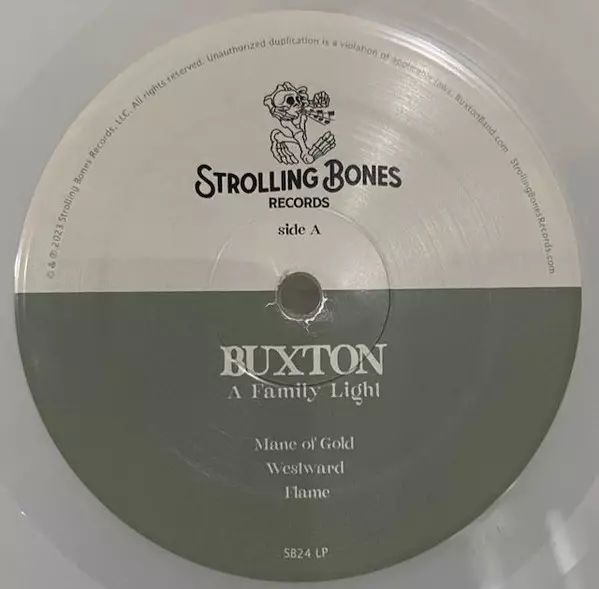 © & ℗ 2023 Strolling Bones Records, LLC. All rights reserved. Unauthorized duplication is a violation of applicable laws. BuxtonBand.com StrollingBonesRecords.com
STROLLING BONES
RECORDS
side A
BUXTON
A Family Light
Mane of Gold
Westward
Flame
SB24 LP